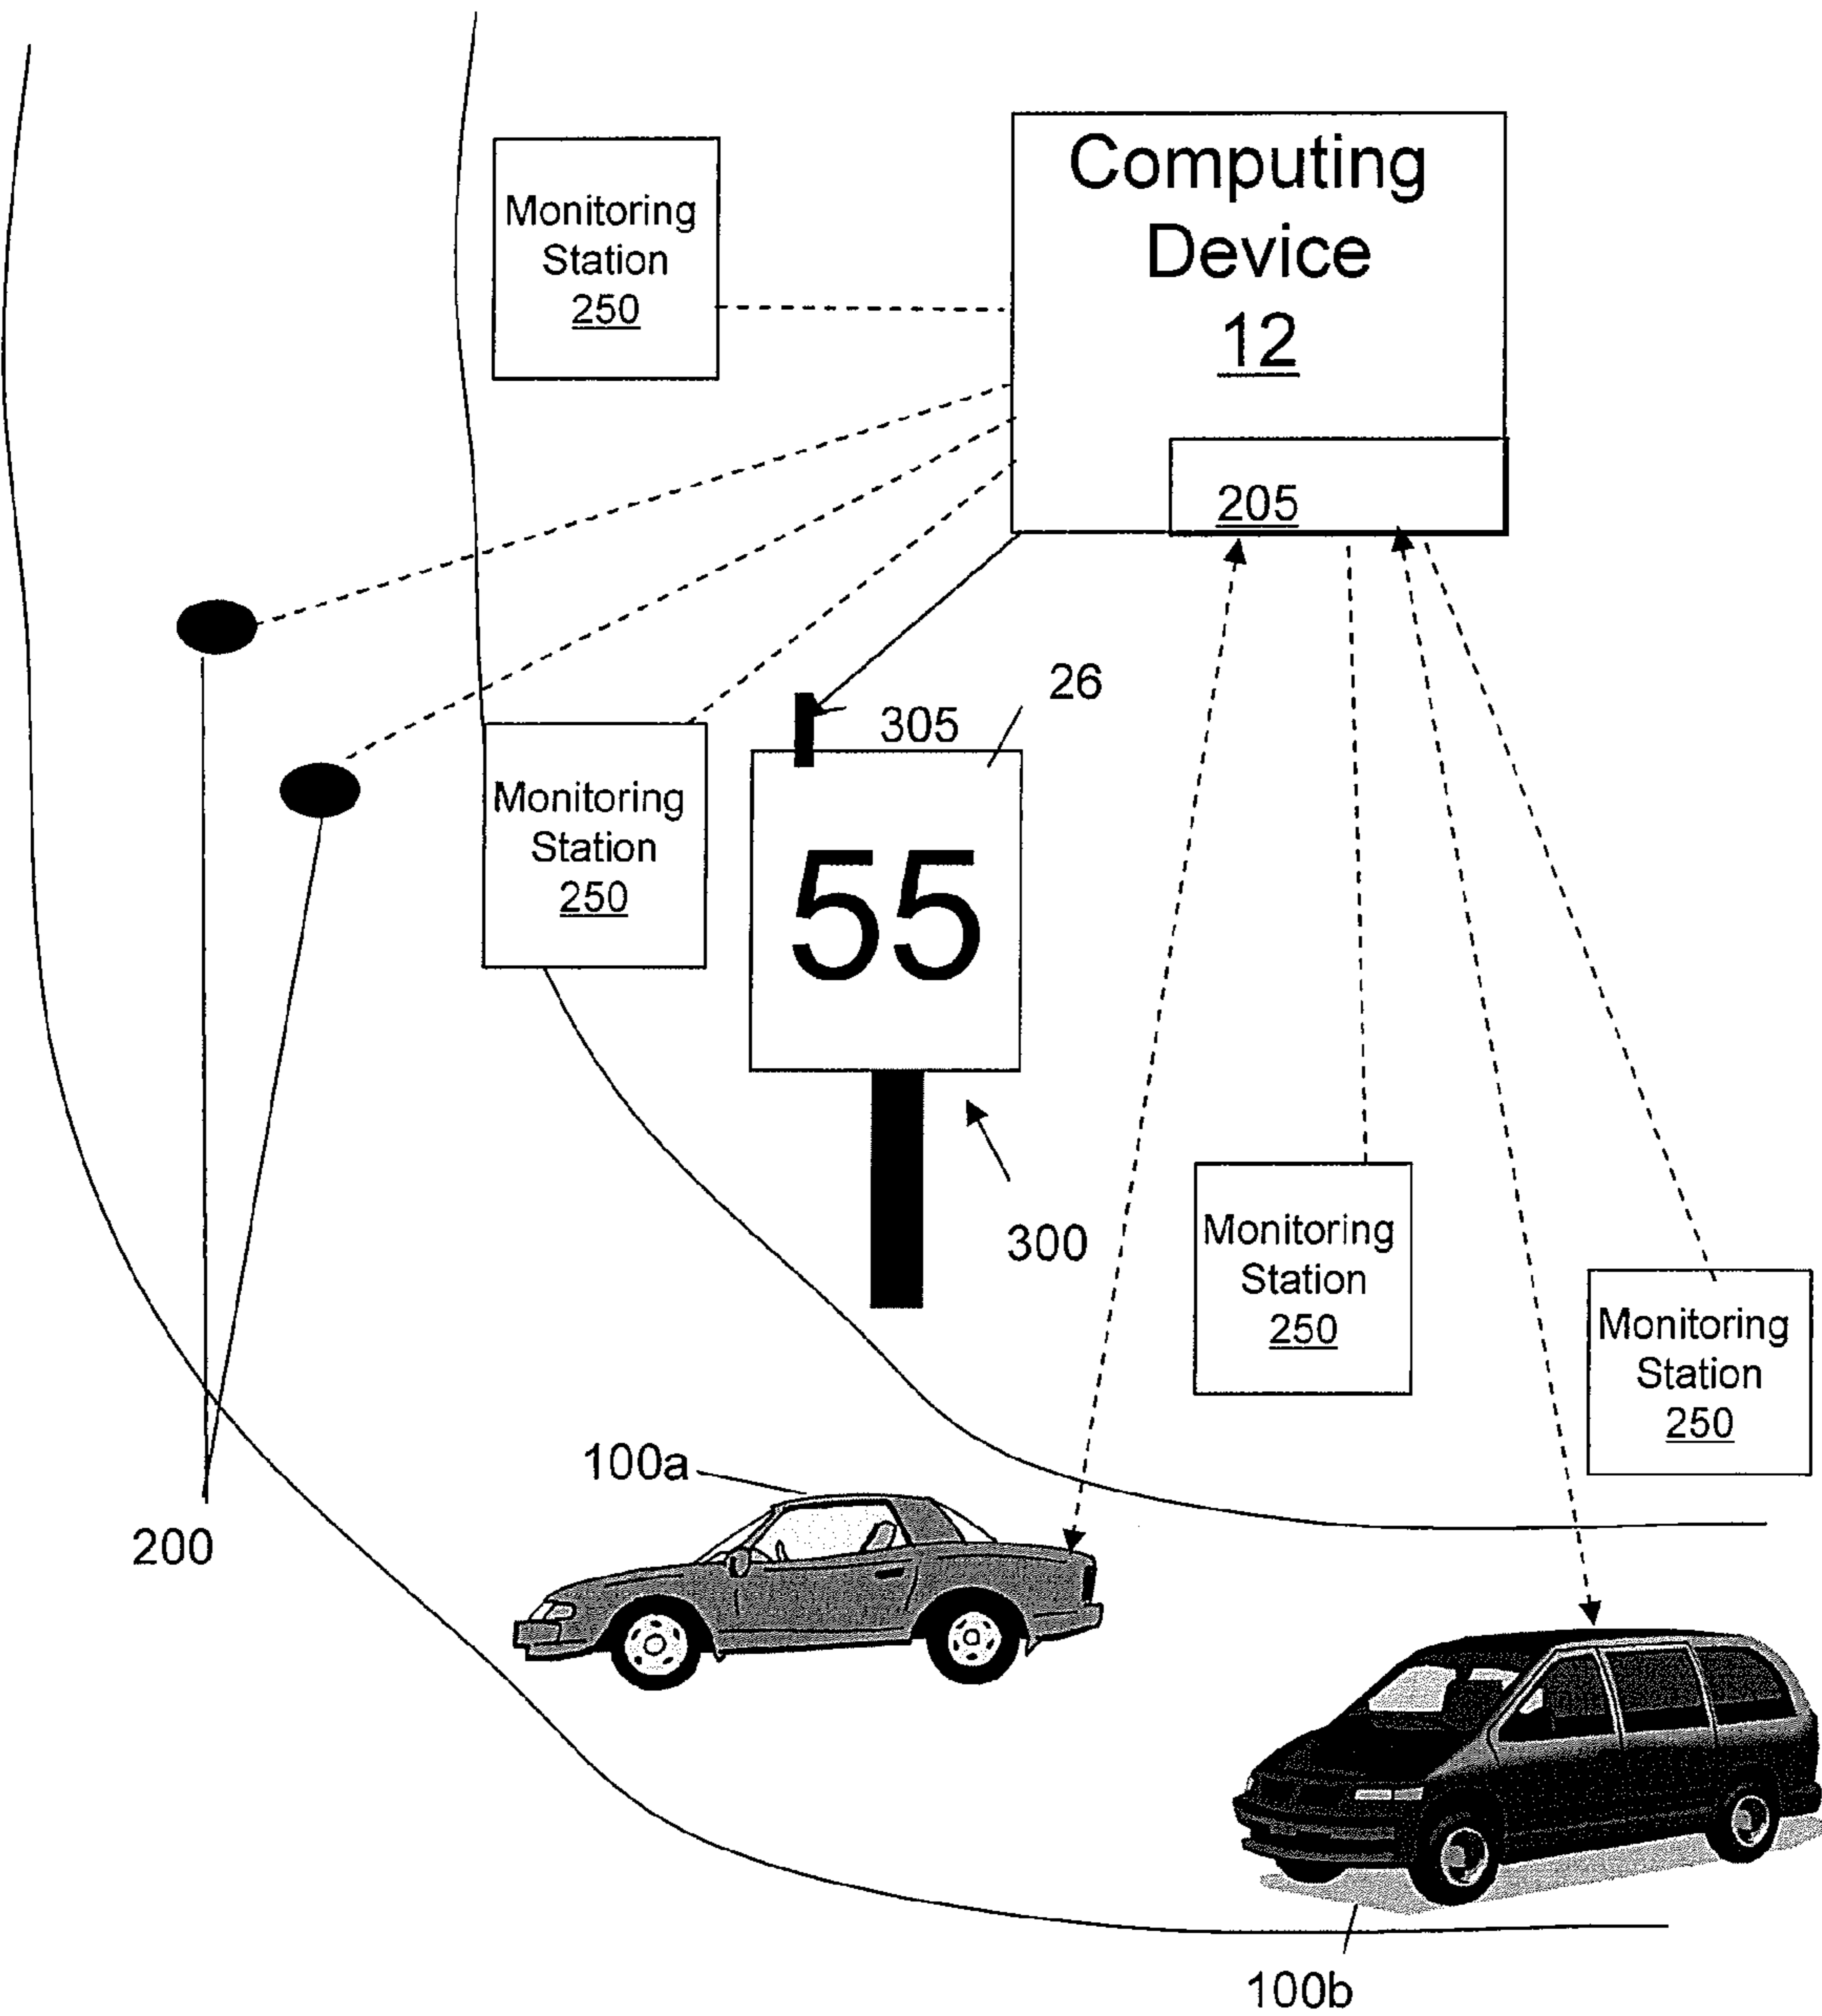 Computing
Device
12
205
Monitoring
Station
250
26
305
Monitoring
Station
250
55
300
Monitoring
Station
250
Monitoring
Station
250
100a
200
100b